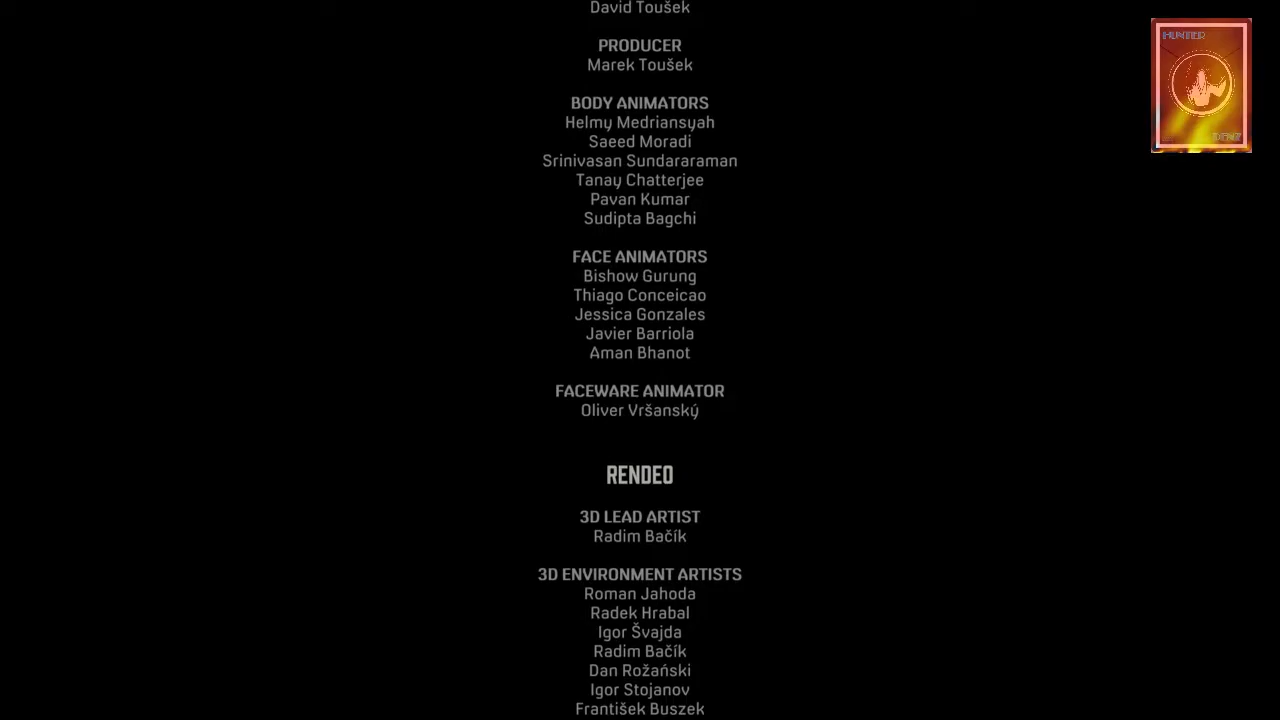 David Toušek
PRODUCER
Marek Toušek
BODY ANIMATORS
Helmy Medriansyah
Saeed Moradi
Srinivasan Sundararaman
Tanay Chatterjee
Pavan Kumar
Sudipta Bagchi
FACE ANIMATORS
Bishow Gurung
Thiago Conceicao
Jessica Gonzales
Javier Barriola
Aman Bhanot
FACEWARE ANIMATOR
Oliver Vršanský
RENDEO
3D LEAD ARTIST
Radim Bačík
3D ENVIRONMENT ARTISTS
Roman Jahoda
Radek Hrabal
Igor Švajda
Radim Bačík
Dan Rožański
Igor Stojanov
František Buszek
HUNTER